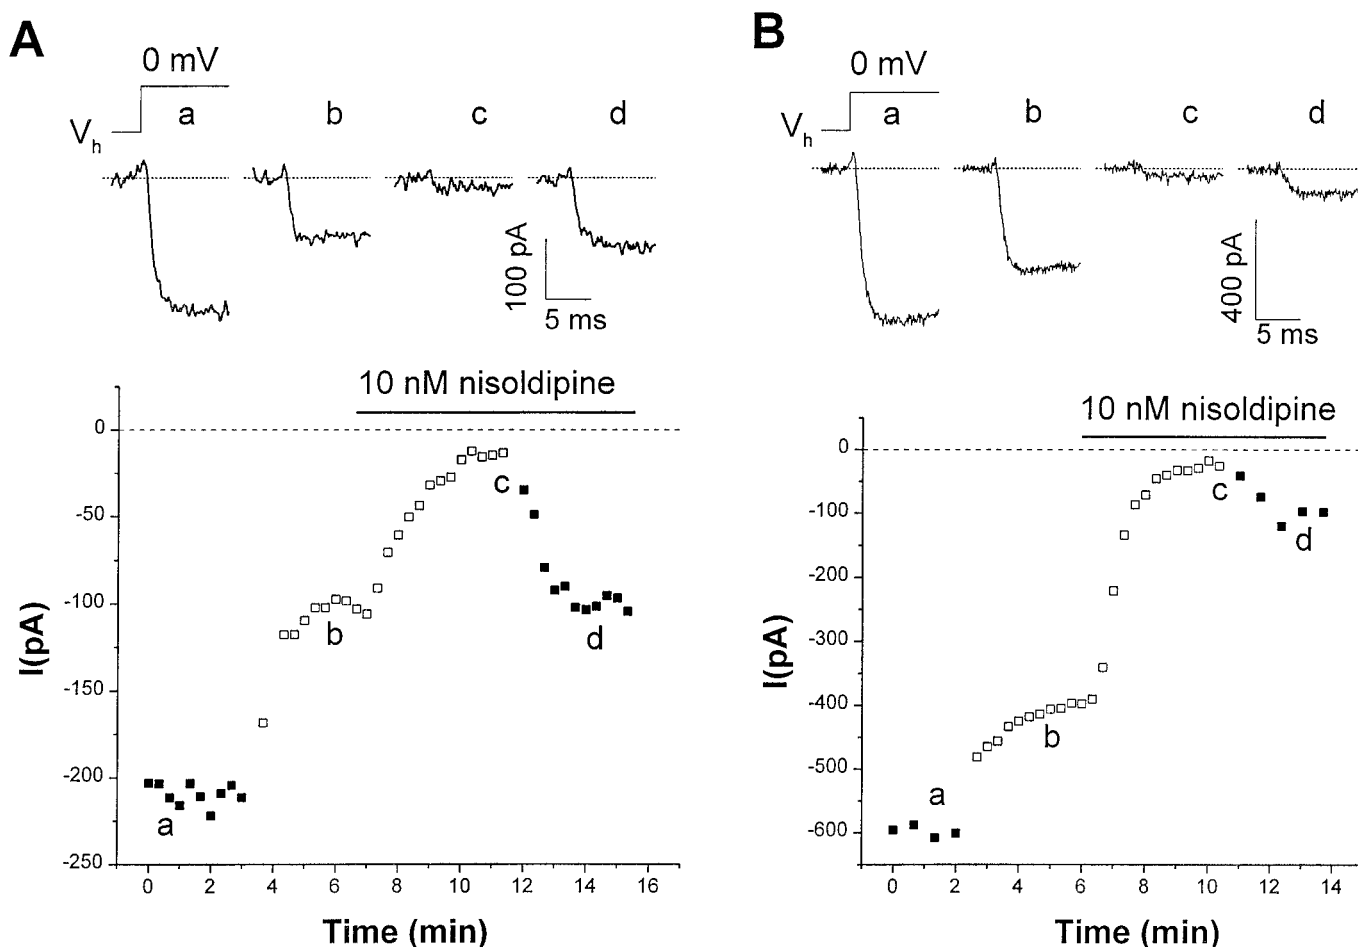 A
0 mV
a
b
c
d
Vh
100 pA
5 ms
10 nM nisoldipine
0
-50
-100
-150
-200
-250
I(pA)
a
b
c
d
0 2 4 6 8 10 12 14 16
Time (min)
B
0 mV
a
b
c
d
Vh
400 pA
5 ms
10 nM nisoldipine
0
-100
-200
-300
-400
-500
-600
I(pA)
a
b
c
d
0 2 4 6 8 10 12 14
Time (min)